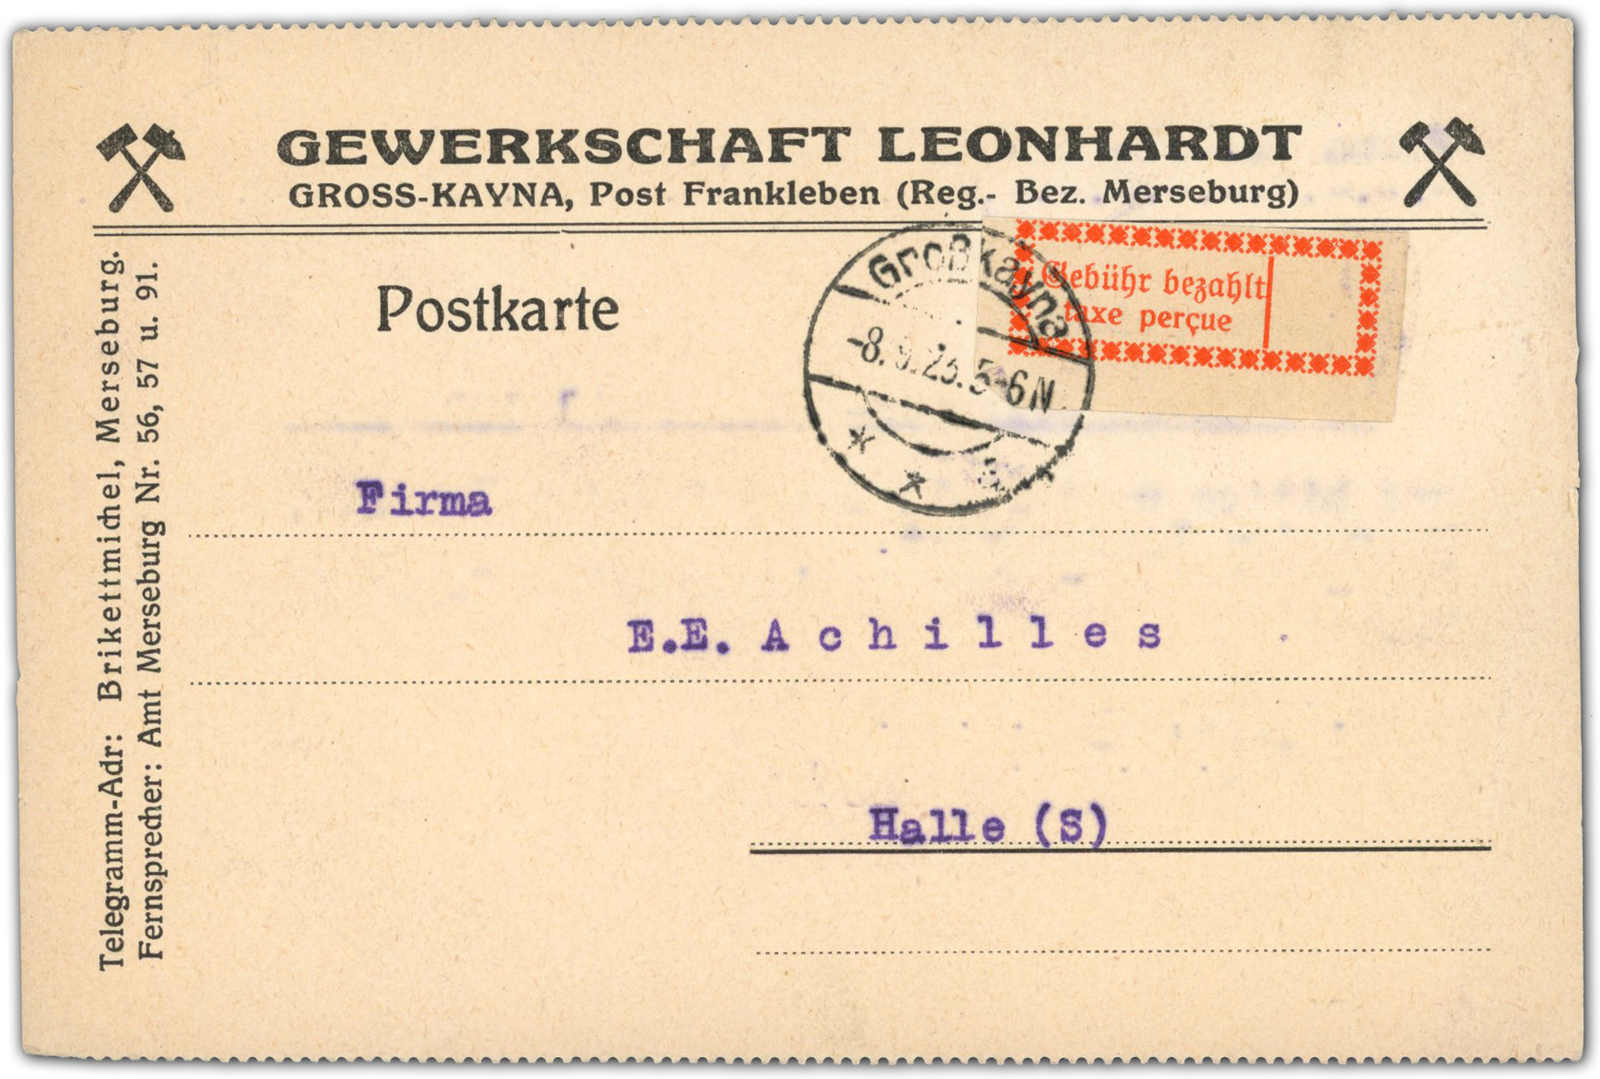 GEWERKSCHAFT LEONHARDT
GROSS-KAYNA, Post Frankleben (Reg.- Bez. Merseburg)
Telegramm-Adr: Brikettmichel, Merseburg.
Fernsprecher: Amt Merseburg Nr. 56, 57 u. 91.
Postkarte
Großkayna
-8.9.23.5-6N
Gebühr bezahlt
taxe perçue
Firma
E.E. Achilles
Halle (S)